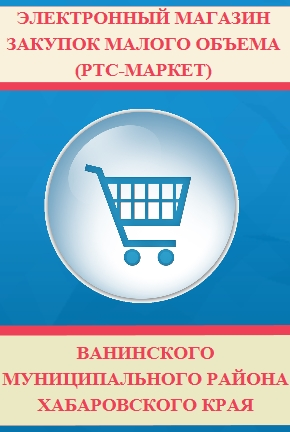 ЭЛЕКТРОННЫЙ МАГАЗИН
ЗАКУПОК МАЛОГО ОБЪЕМА
(РТС-МАРКЕТ)
ВАНИНСКОГО
МУНИЦИПАЛЬНОГО РАЙОНА
ХАБАРОВСКОГО КРАЯ